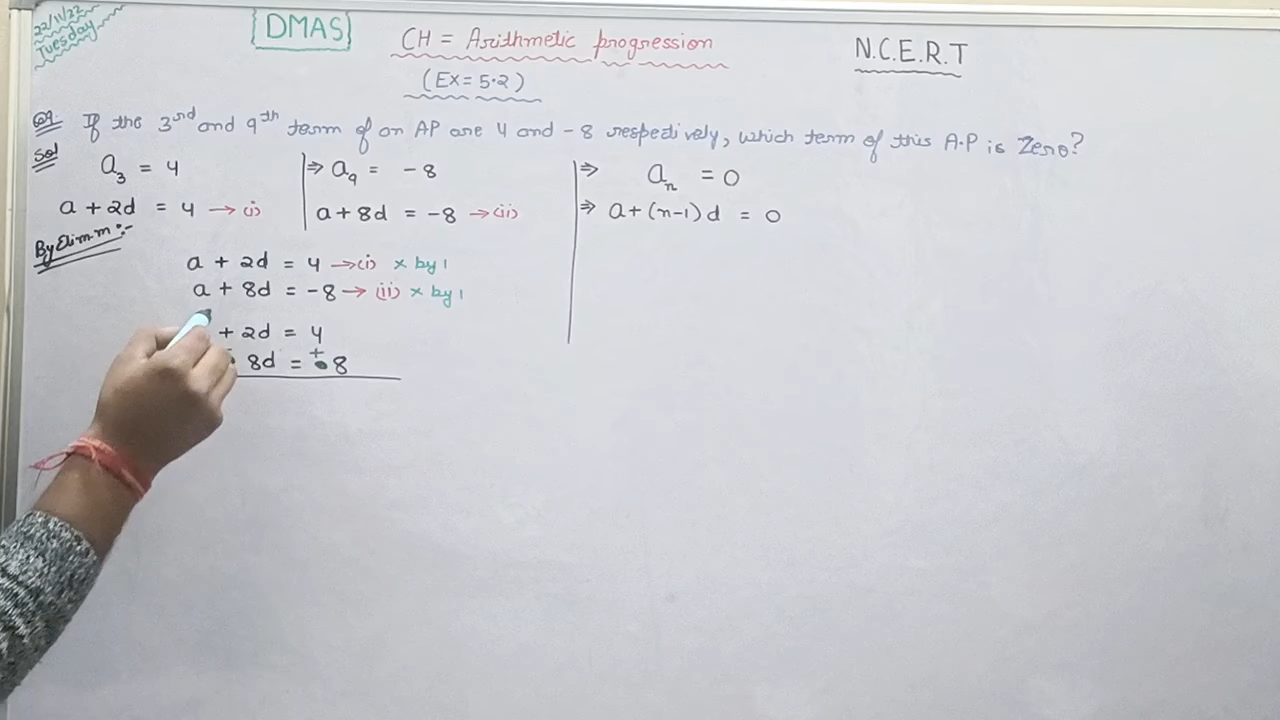 22/11/22
Tuesday
DMAS
CH = Arithmetic progression
(Ex = 5.2)
N.C.E.R.T
Q9. If the 3rd and 9th term of an AP are 4 and -8 respectively, which term of this A.P is Zero?
Sol
a₃ = 4
a + 2d = 4 → (i)
⇒ a₉ = -8
a + 8d = -8 → (ii)
⇒ aₙ = 0
⇒ a + (n-1) d = 0
By Elim.m :-
a + 2d = 4 → (i) × by 1
a + 8d = -8 → (ii) × by 1
+ 2d = 4
8d = + 8